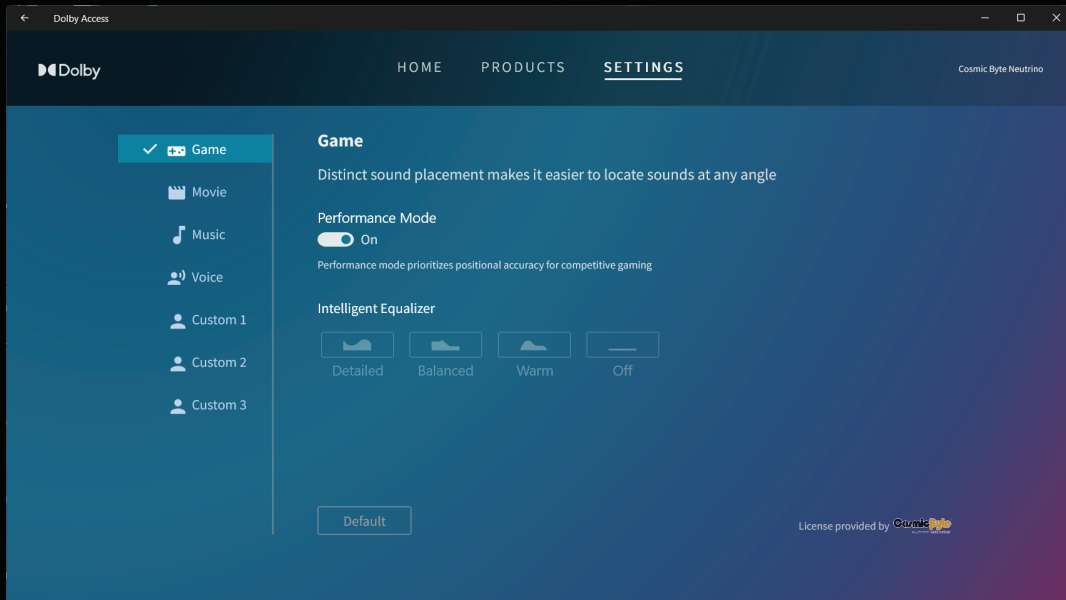 Dolby Access
Dolby
HOME PRODUCTS SETTINGS
Cosmic Byte Neutrino
Game
Movie
Music
Voice
Custom 1
Custom 2
Custom 3
Game
Distinct sound placement makes it easier to locate sounds at any angle
Performance Mode
On
Performance mode prioritizes positional accuracy for competitive gaming
Intelligent Equalizer
Detailed Balanced Warm Off
Default
License provided by CosmicByte